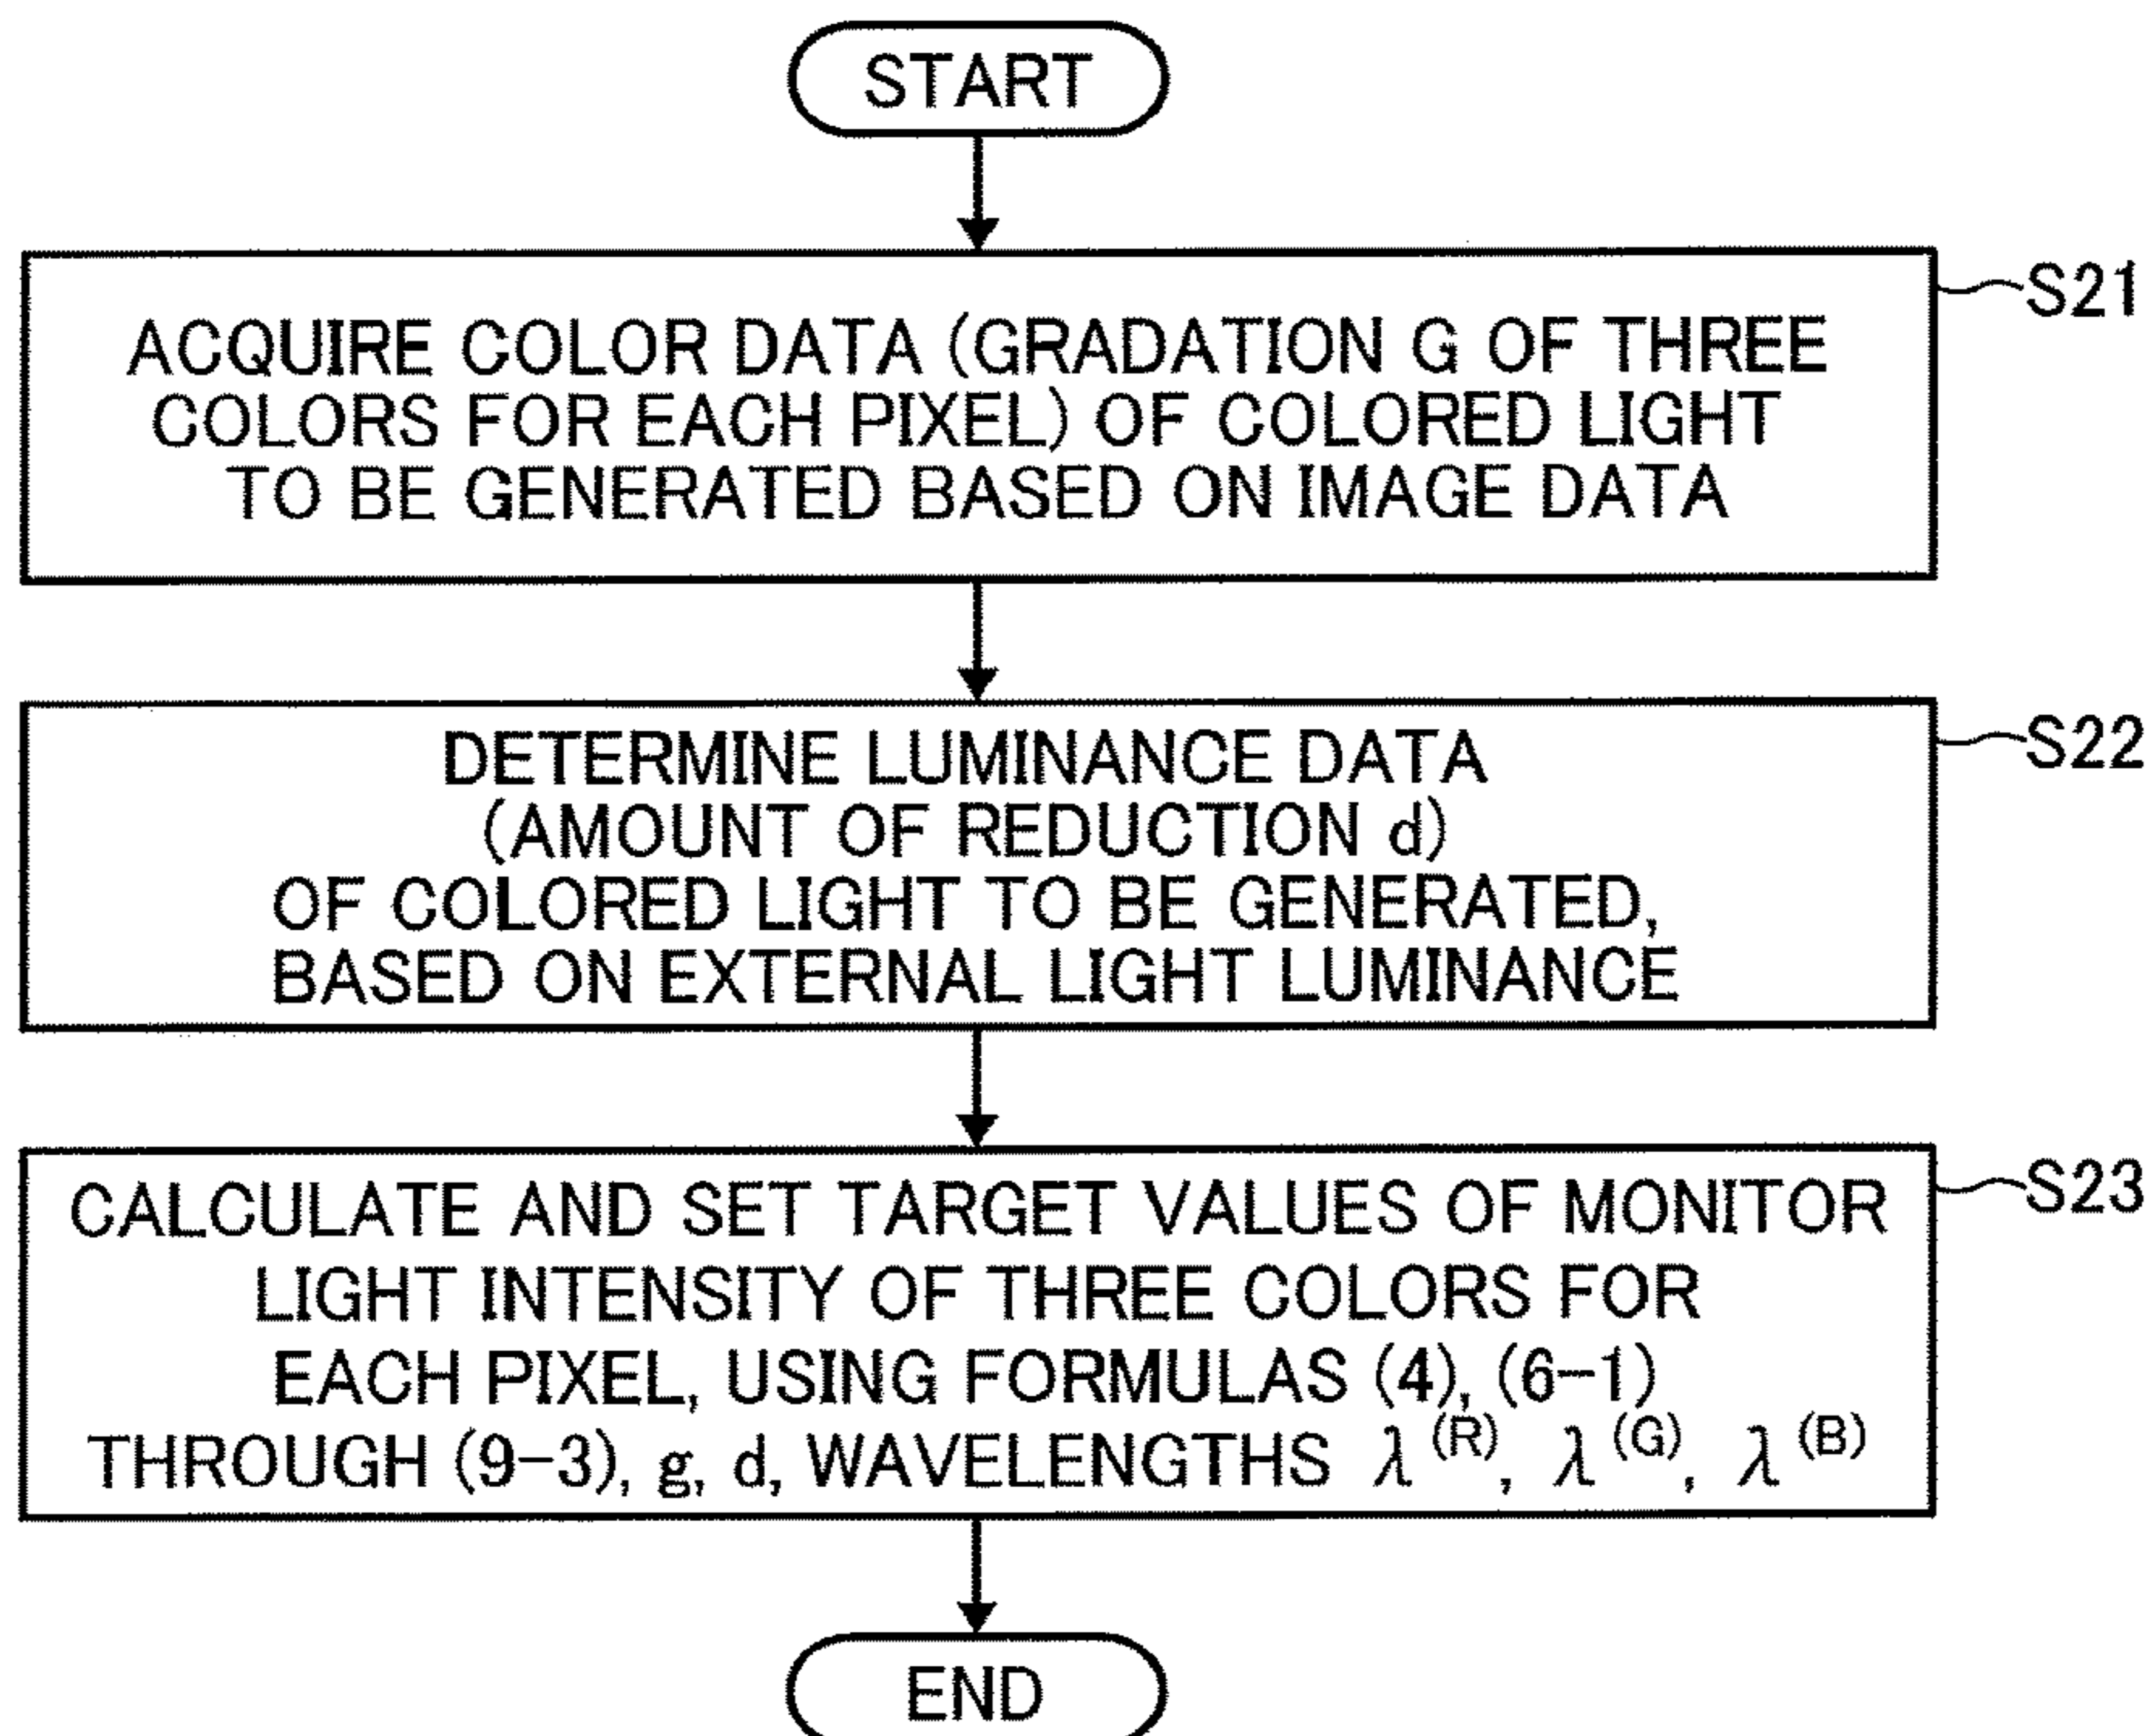 START
S21
ACQUIRE COLOR DATA (GRADATION G OF THREE
COLORS FOR EACH PIXEL) OF COLORED LIGHT
TO BE GENERATED BASED ON IMAGE DATA
S22
DETERMINE LUMINANCE DATA
(AMOUNT OF REDUCTION d)
OF COLORED LIGHT TO BE GENERATED,
BASED ON EXTERNAL LIGHT LUMINANCE
S23
CALCULATE AND SET TARGET VALUES OF MONITOR
LIGHT INTENSITY OF THREE COLORS FOR
EACH PIXEL, USING FORMULAS (4), (6-1)
THROUGH (9-3), g, d, WAVELENGTHS λ(R), λ(G), λ(B)
END